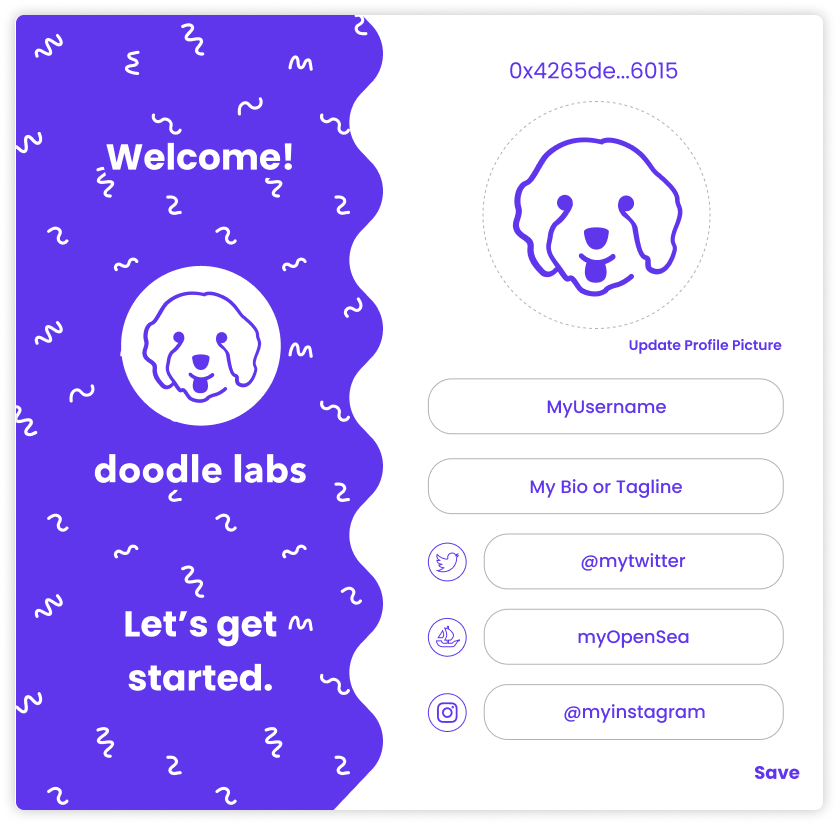 Welcome!
doodle labs
Let’s get
started.
0x4265de...6015
Update Profile Picture
MyUsername
My Bio or Tagline
@mytwitter
myOpenSea
@myinstagram
Save